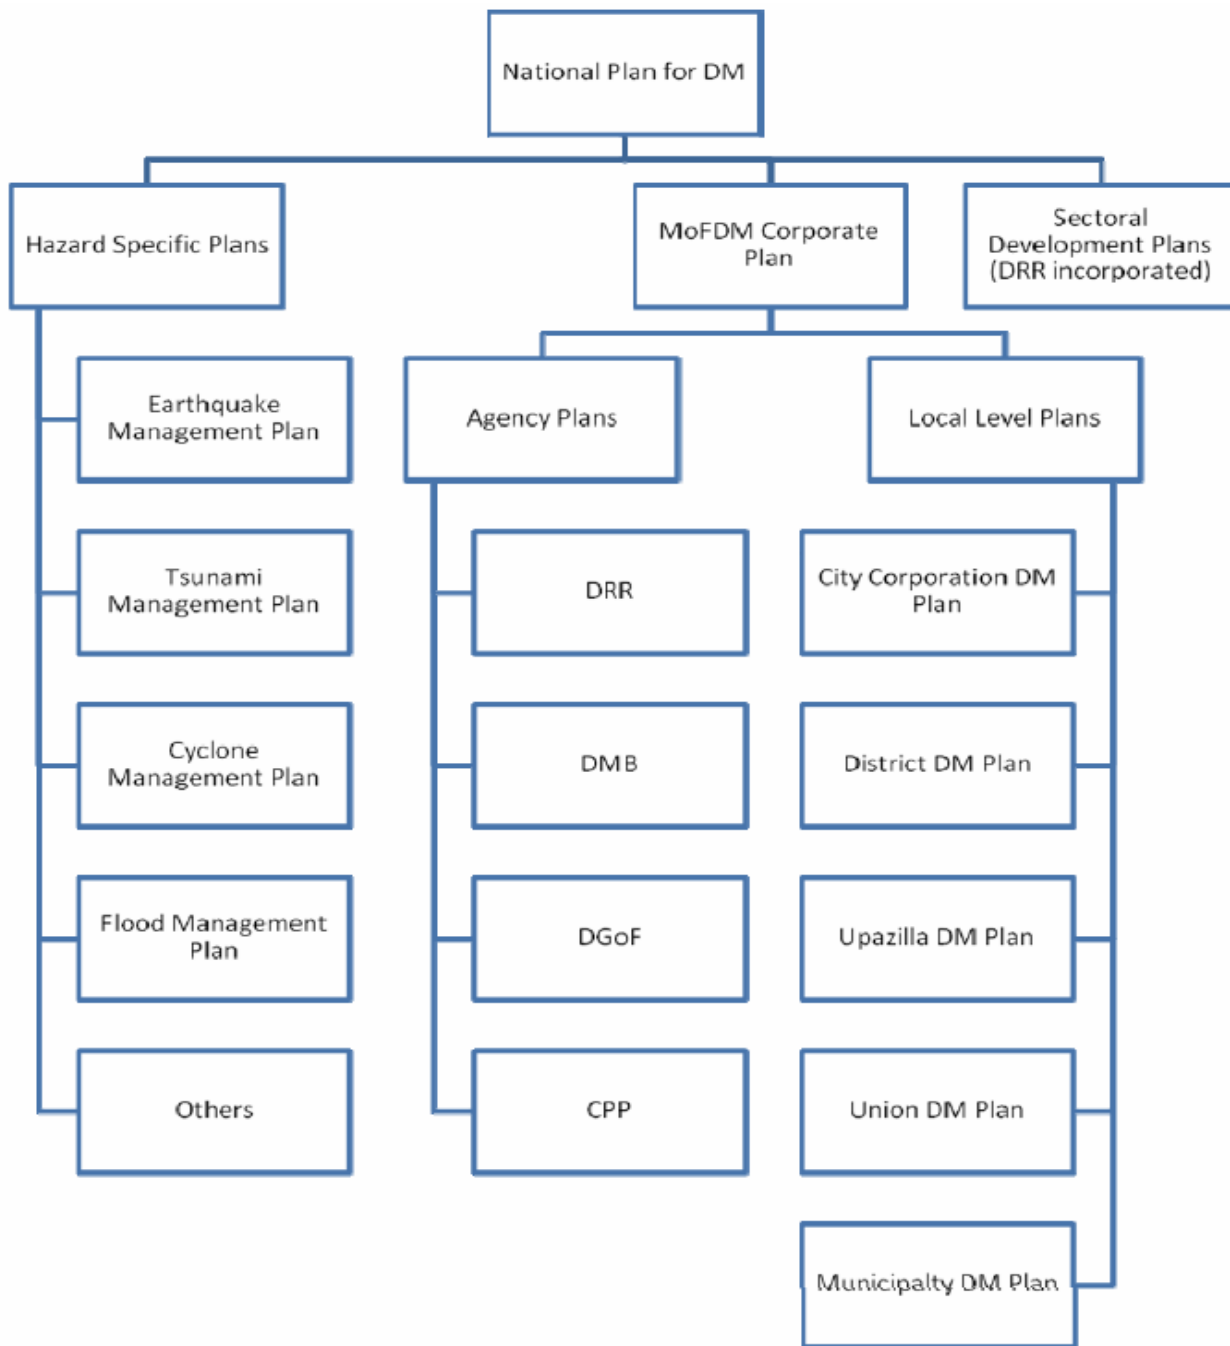 National Plan for DM
Hazard Specific Plans
MoFDM Corporate
Plan
Sectoral
Development Plans
(DRR incorporated)
Agency Plans
Local Level Plans
Earthquake
Management Plan
Tsunami
Management Plan
Cyclone
Management Plan
Flood Management
Plan
Others
DRR
DMB
DGoF
CPP
City Corporation DM
Plan
District DM Plan
Upazilla DM Plan
Union DM Plan
Municipalty DM Plan